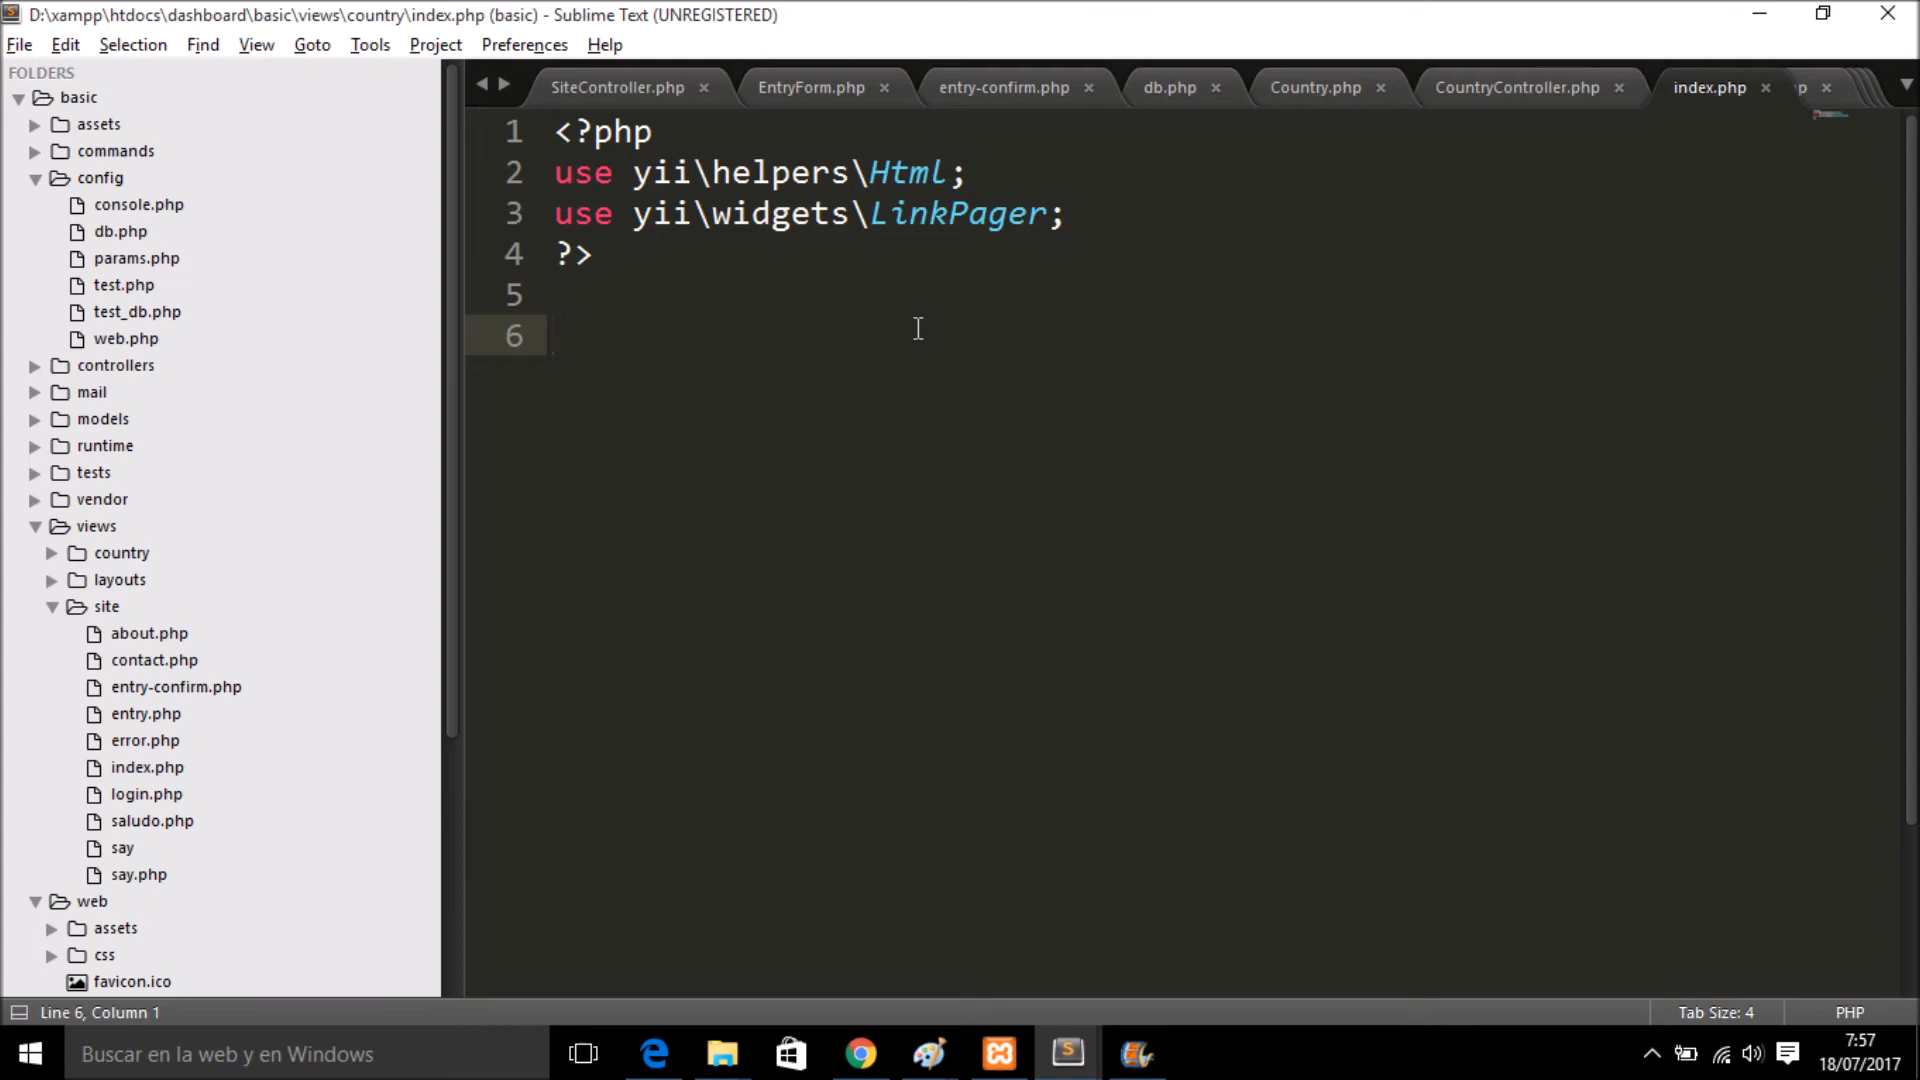 D:\xampp\htdocs\dashboard\basic\views\country\index.php (basic) - Sublime Text (UNREGISTERED)
File Edit Selection Find View Goto Tools Project Preferences Help
FOLDERS
basic
assets
commands
config
console.php
db.php
params.php
test.php
test_db.php
web.php
controllers
mail
models
runtime
tests
vendor
views
country
layouts
site
about.php
contact.php
entry-confirm.php
entry.php
error.php
index.php
login.php
saludo.php
say
say.php
web
assets
css
favicon.ico
SiteController.php EntryForm.php entry-confirm.php db.php Country.php CountryController.php index.php p
1 <?php
2 use yii\helpers\Html;
3 use yii\widgets\LinkPager;
4 ?>
5
6
Line 6, Column 1 Tab Size: 4 PHP
Buscar en la web y en Windows
7:57
18/07/2017